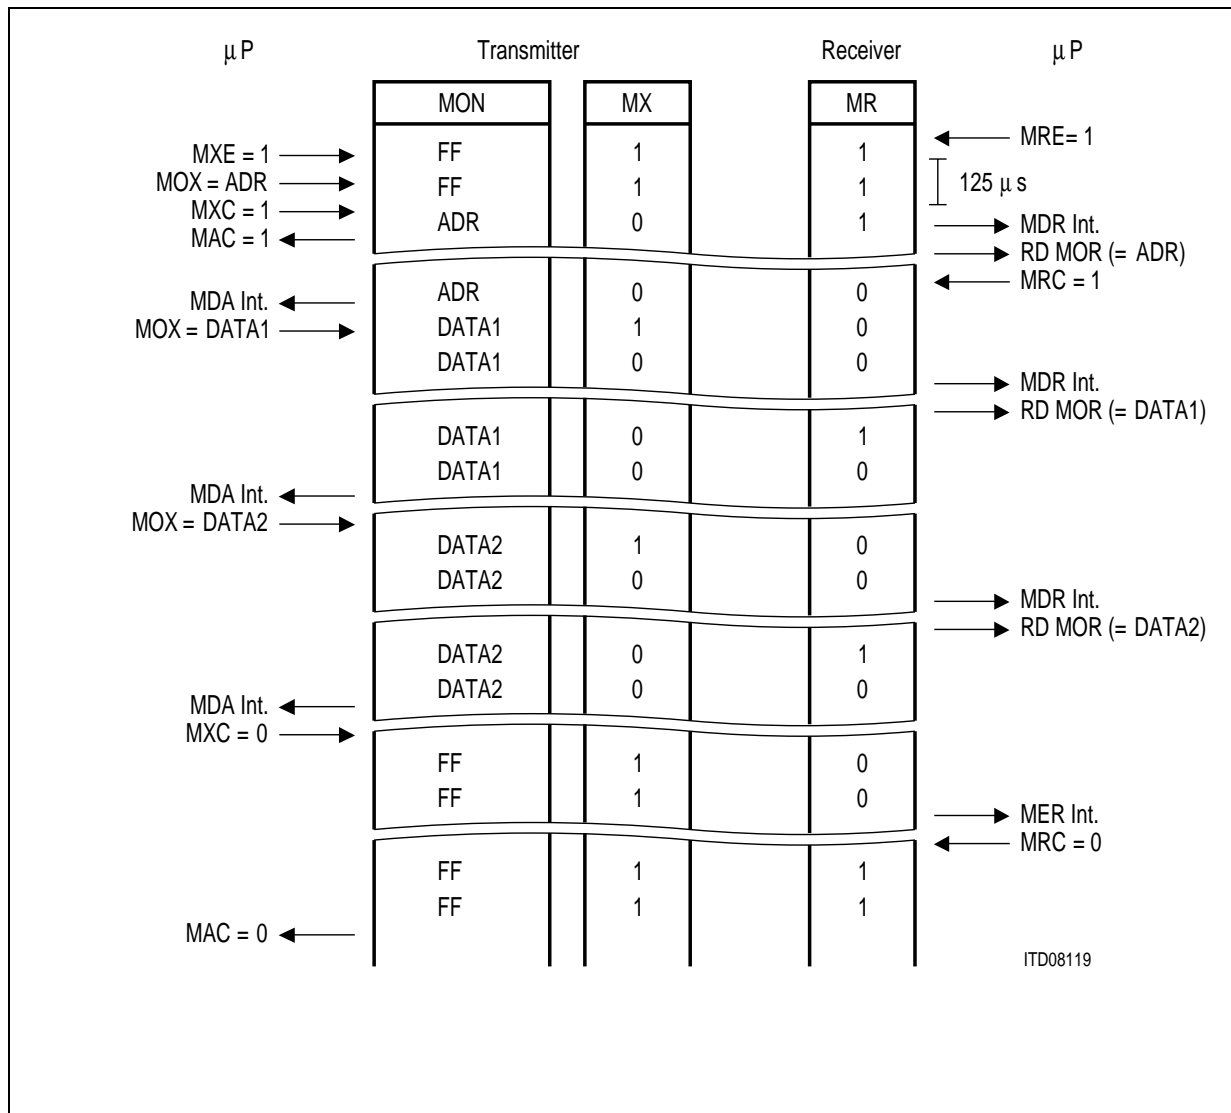 μ P Transmitter Receiver μ P
MON MX MR
MRE= 1
MXE = 1 FF 1 1
MOX = ADR FF 1 1 125 μ s
MXC = 1 ADR 0 1 MDR Int.
MAC = 1 RD MOR (= ADR)
MRC = 1
MDA Int. ADR 0 0
MOX = DATA1 DATA1 1 0
DATA1 0 0
MDR Int.
RD MOR (= DATA1)
DATA1 0 1
DATA1 0 0
MDA Int.
MOX = DATA2
DATA2 1 0
DATA2 0 0
MDR Int.
RD MOR (= DATA2)
DATA2 0 1
DATA2 0 0
MDA Int.
MXC = 0
FF 1 0
FF 1 0
MER Int.
MRC = 0
FF 1 1
FF 1 1
MAC = 0
ITD08119